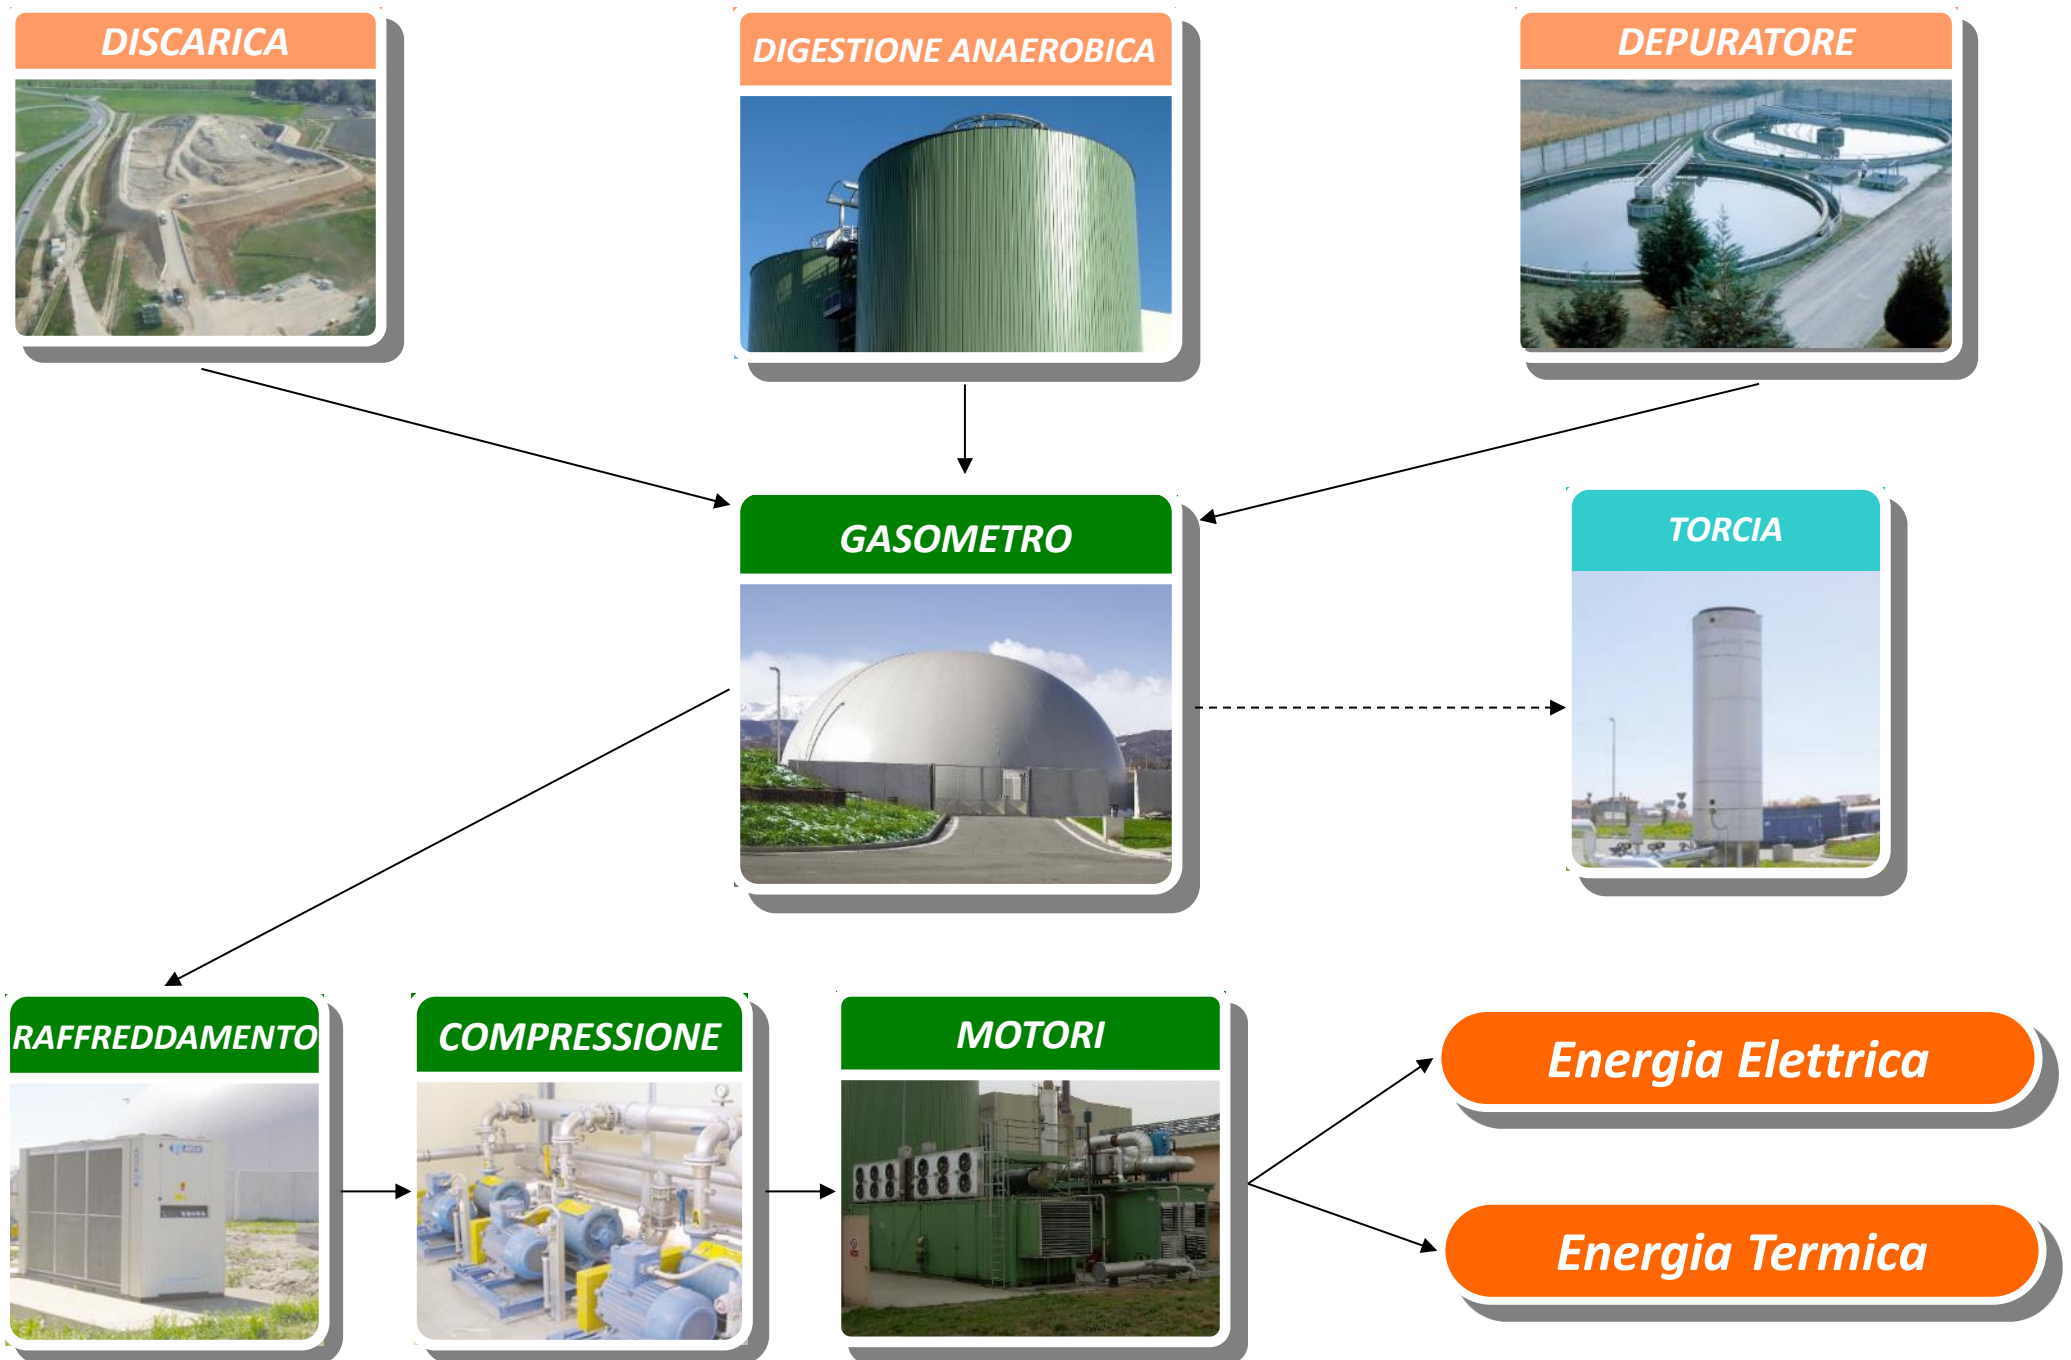 DISCARICA
DIGESTIONE ANAEROBICA
DEPURATORE
GASOMETRO
TORCIA
RAFFREDDAMENTO
COMPRESSIONE
MOTORI
Energia Elettrica
Energia Termica